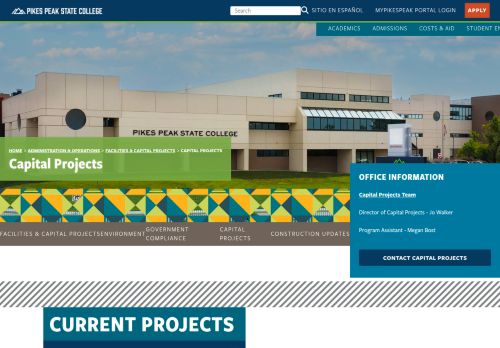 PIKES PEAK STATE COLLEGE
Search
SITIO EN ESPAÑOL
MYPIKESPEAK PORTAL LOGIN
APPLY
ACADEMICS
ADMISSIONS
COSTS & AID
STUDENT
PIKES PEAK STATE COLLEGE
HOME > ADMINISTRATION & OPERATIONS > FACILITIES & CAPITAL PROJECTS > CAPITAL PROJECTS
Capital Projects
OFFICE INFORMATION
Capital Projects Team
Director of Capital Projects - Jo Walker
Program Assistant - Megan Bost
CONTACT CAPITAL PROJECTS
FACILITIES & CAPITAL PROJECTS
ENVIRONMENT
GOVERNMENT
COMPLIANCE
CAPITAL
PROJECTS
CONSTRUCTION UPDATES
CURRENT PROJECTS